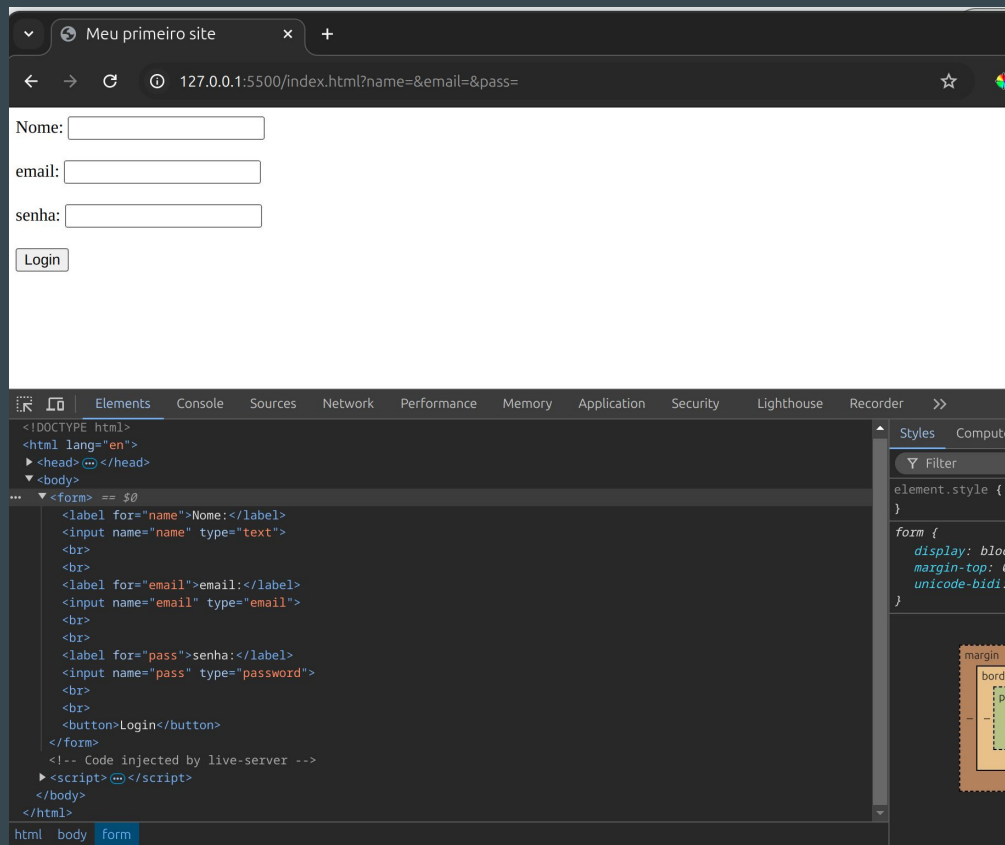 Meu primeiro site
127.0.0.1:5500/index.html?name=&email=&pass=
Nome:
email:
senha:
Login
Elements Console Sources Network Performance Memory Application Security Lighthouse Recorder
<!DOCTYPE html>
<html lang="en">
<head> </head>
<body>
<form> == $0
<label for="name">Nome:</label>
<input name="name" type="text">
<br>
<br>
<label for="email">email:</label>
<input name="email" type="email">
<br>
<br>
<label for="pass">senha:</label>
<input name="pass" type="password">
<br>
<br>
<button>Login</button>
</form>
<!-- Code injected by live-server -->
<script> </script>
</body>
</html>
html body form
Styles
Filter
element.style {
}
form {
display:
margin-top:
unicode-bidi
}
margin